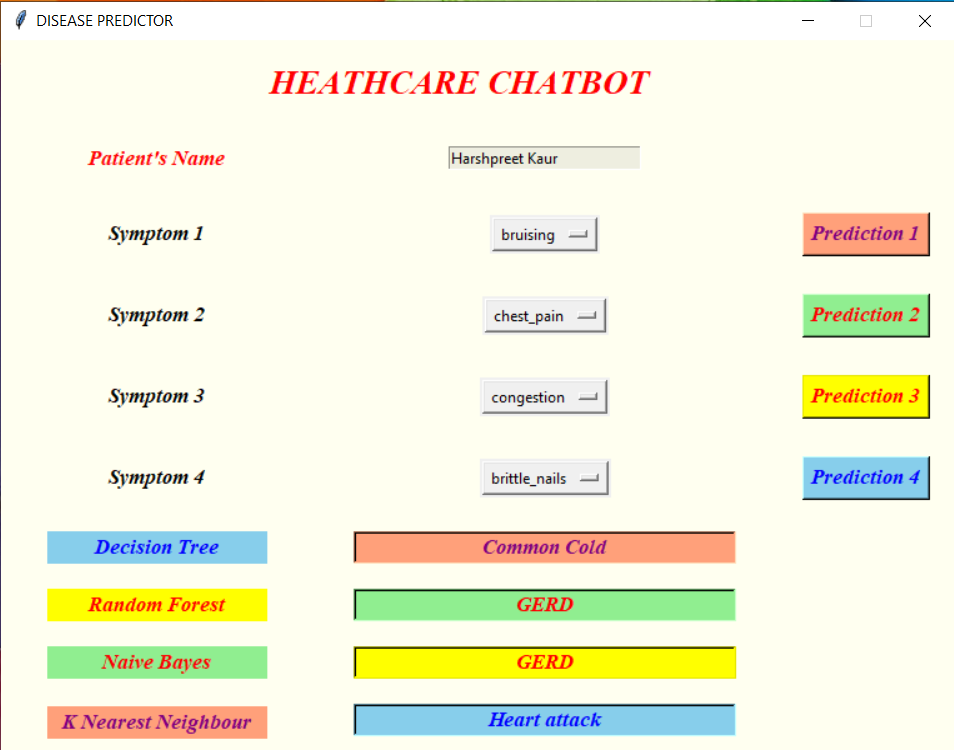 DISEASE PREDICTOR
HEATHCARE CHATBOT
Patient's Name Harshpreet Kaur
Symptom 1 bruising Prediction 1
Symptom 2 chest_pain Prediction 2
Symptom 3 congestion Prediction 3
Symptom 4 brittle_nails Prediction 4
Decision Tree Common Cold
Random Forest GERD
Naive Bayes GERD
K Nearest Neighbour Heart attack